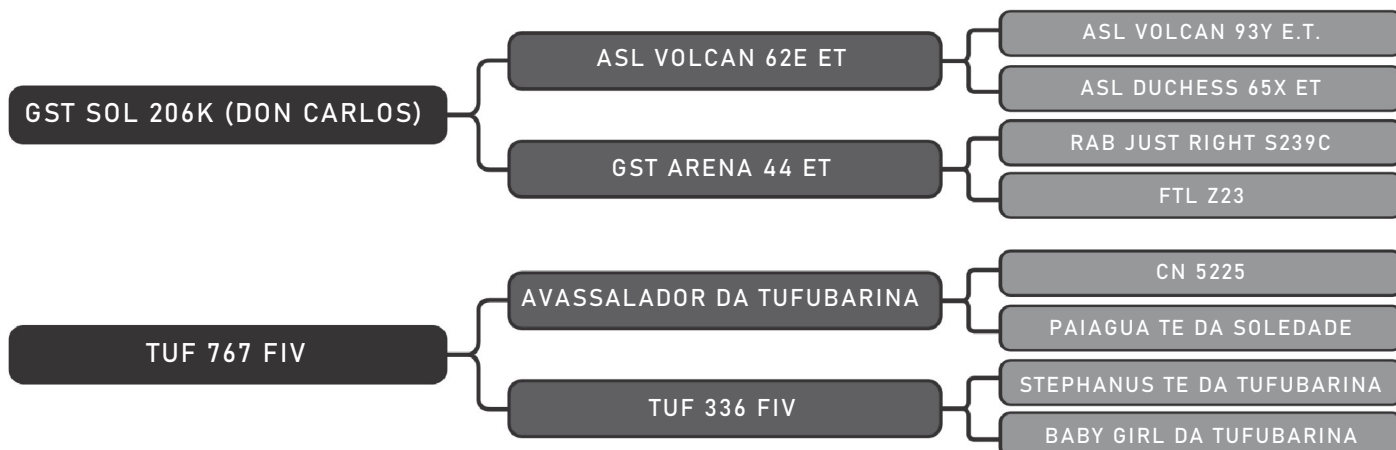 ASL VOLCAN 93Y E.T.
ASL VOLCAN 62E ET
ASL DUCHESS 65X ET
GST SOL 206K (DON CARLOS)
RAB JUST RIGHT S239C
GST ARENA 44 ET
FTL Z23
CN 5225
AVASSALADOR DA TUFUBARINA
PAIAGUA TE DA SOLEDADE
TUF 767 FIV
STEPHANUS TE DA TUFUBARINA
TUF 336 FIV
BABY GIRL DA TUFUBARINA